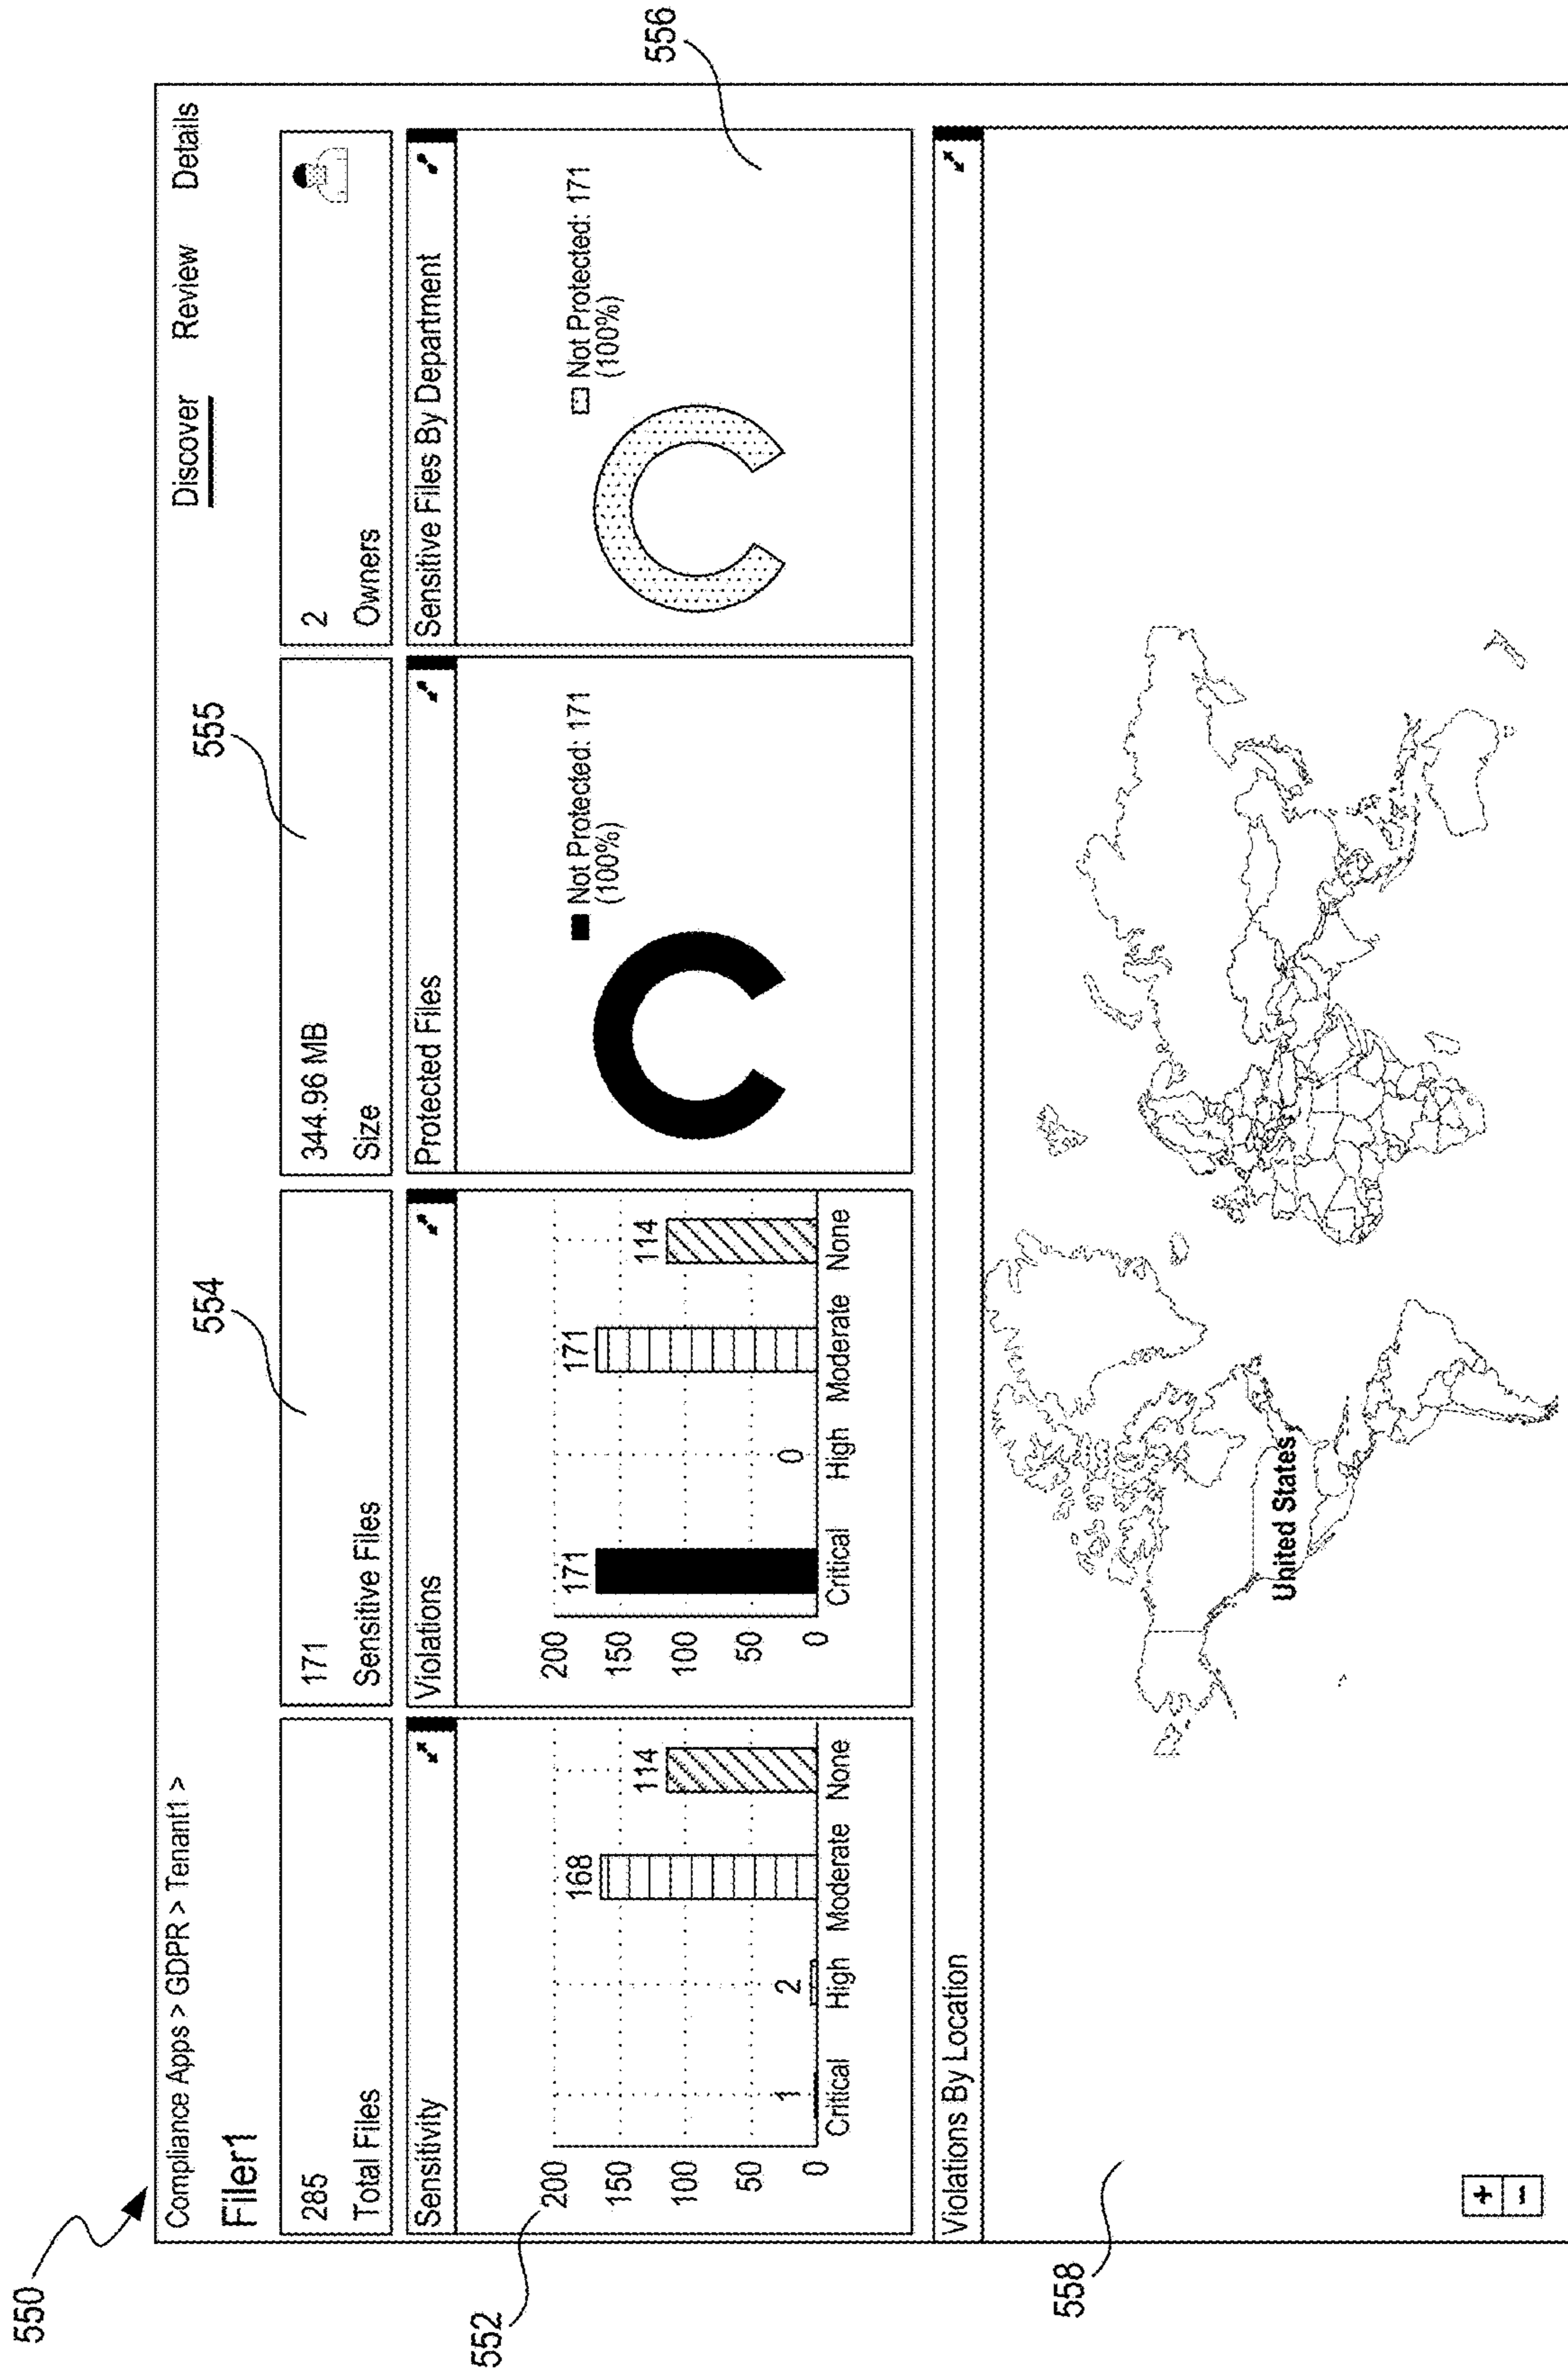 550
Compliance Apps > GDPR > Tenant1 >
Discover Review Details
Filer1
554
555
285
Total Files
171
Sensitive Files
344.96 MB
Size
2
Owners
Sensitivity
Violations
Protected Files
Sensitive Files By Department
552
200
150
100
50
0
1
2
168
114
Critical High Moderate None
200
150
100
50
0
171
0
171
114
Critical High Moderate None
Not Protected: 171
(100%)
Not Protected: 171
(100%)
556
Violations By Location
558
United States
+
−